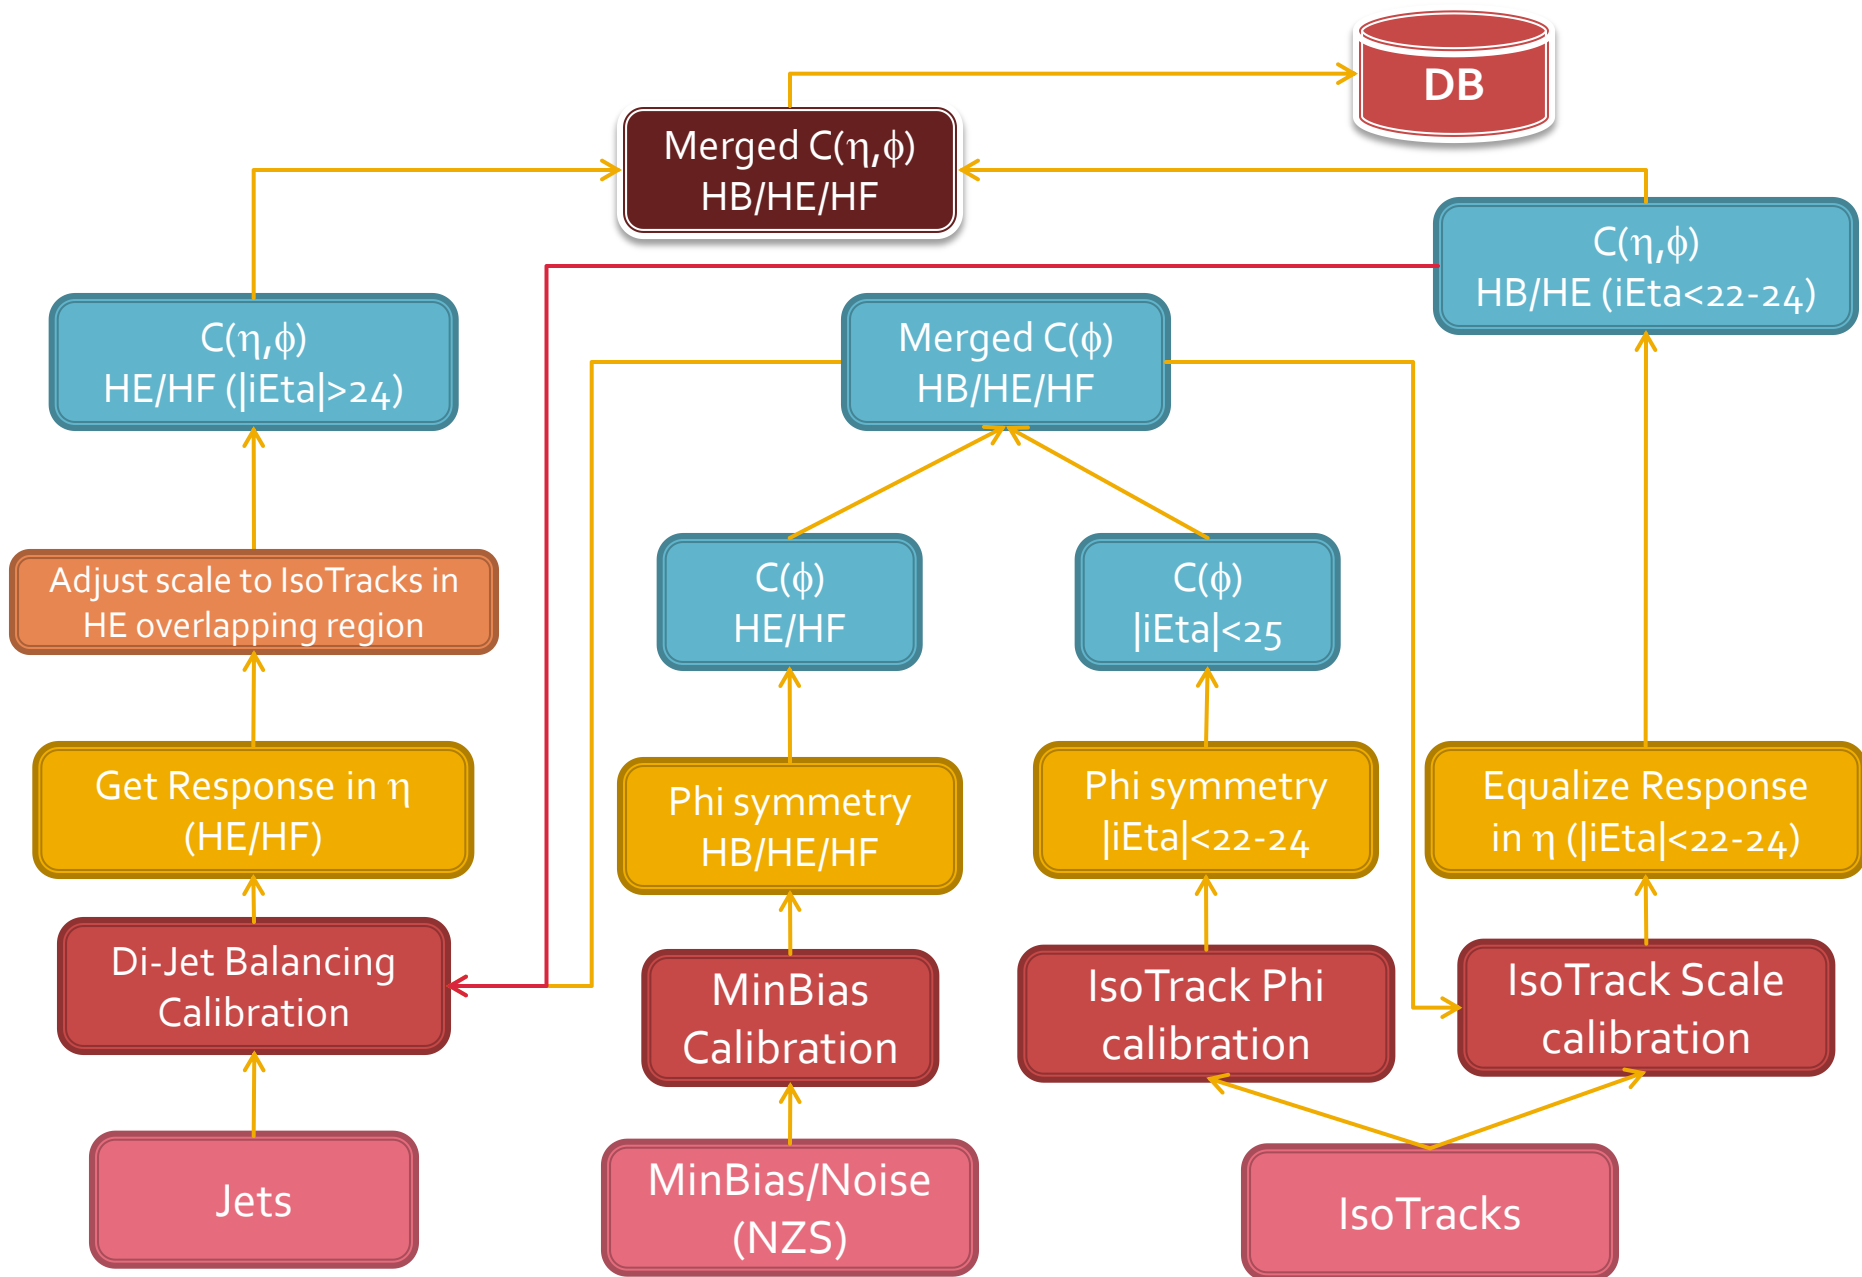 DB
Merged C(η,ϕ)
HB/HE/HF
C(η,ϕ)
HB/HE (iEta<22-24)
C(η,ϕ)
HE/HF (|iEta|>24)
Merged C(ϕ)
HB/HE/HF
Adjust scale to IsoTracks in
HE overlapping region
C(ϕ)
HE/HF
C(ϕ)
|iEta|<25
Get Response in η
(HE/HF)
Phi symmetry
HB/HE/HF
Phi symmetry
|iEta|<22-24
Equalize Response
in η (|iEta|<22-24)
Di-Jet Balancing
Calibration
MinBias
Calibration
IsoTrack Phi
calibration
IsoTrack Scale
calibration
Jets
MinBias/Noise
(NZS)
IsoTracks